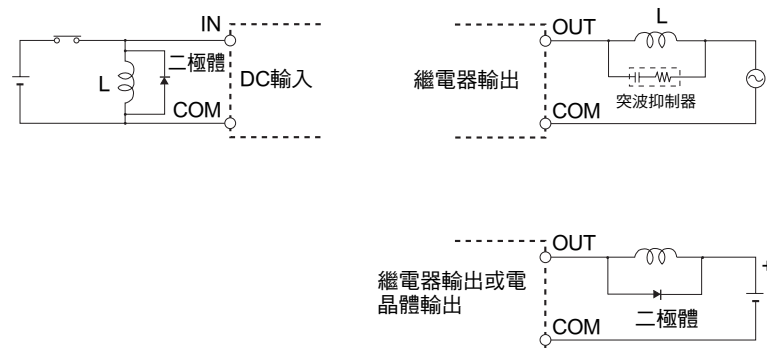 IN
二極體
L
DC輸入
COM
OUT
L
繼電器輸出
突波抑制器
COM
OUT
+
繼電器輸出或電
晶體輸出
二極體
COM